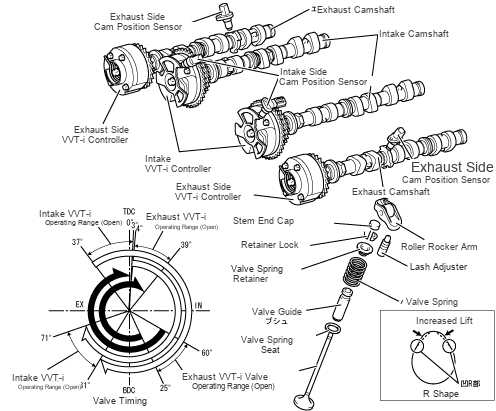 Exhaust Side
Cam Position Sensor
Exhaust Camshaft
Intake Camshaft
Intake Side
Cam Position Sensor
Exhaust Side
VVT-i Controller
Intake
VVT-i Controller
Exhaust Side
VVT-i Controller
Exhaust Side
Cam Position Sensor
Exhaust Camshaft
Intake VVT-i
Operating Range (Open)
TDC
0°
3°
Exhaust VVT-i
Operating Range (Open)
37°
39°
EX
IN
71°
60°
Intake VVT-i
Operating Range (Open)
31°
BDC
25°
Exhaust VVT-i Valve
Operating Range (Open)
Valve Timing
Stem End Cap
Retainer Lock
Valve Spring
Retainer
Valve Guide
ブシュ
Valve Spring
Seat
Roller Rocker Arm
Lash Adjuster
Valve Spring
Increased Lift
凹R部
R Shape